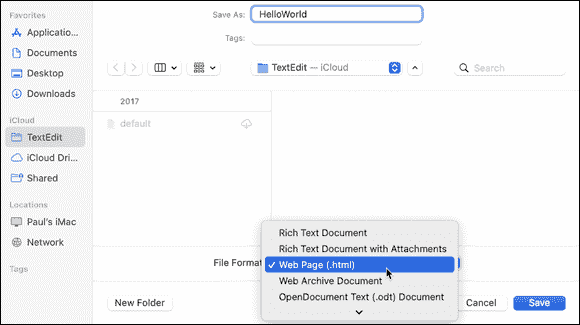 Favorites
Applicatio...
Documents
Desktop
Downloads
iCloud
TextEdit
iCloud Dri...
Shared
Locations
Paul's iMac
Network
Tags
Save As: HelloWorld
Tags:
TextEdit — iCloud
Search
2017
default
File Format
Rich Text Document
Rich Text Document with Attachments
Web Page (.html)
Web Archive Document
OpenDocument Text (.odt) Document
New Folder
Cancel
Save